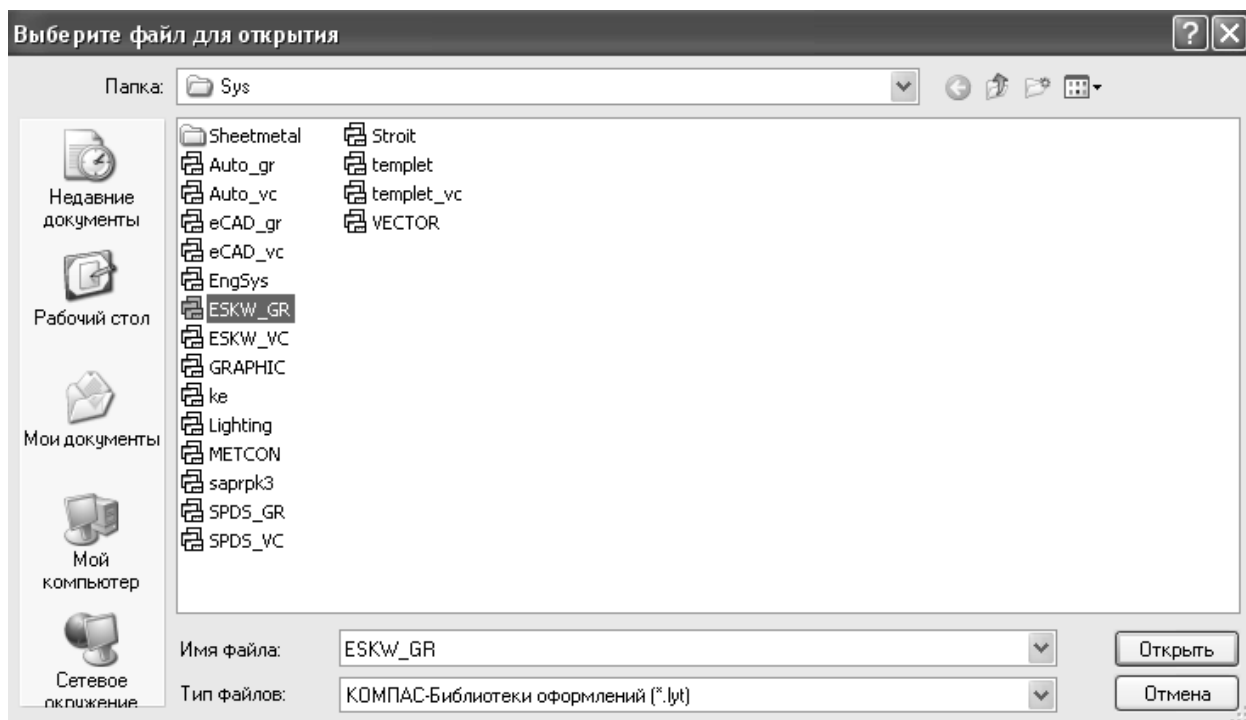 Выберите файл для открытия
Папка: Sys
Недавние
документы
Рабочий стол
Мои документы
Мой
компьютер
Сетевое
окружение
Sheetmetal
Auto_gr
Auto_vc
eCAD_gr
eCAD_vc
EngSys
ESKW_GR
ESKW_VC
GRAPHIC
ke
Lighting
METCON
saprpk3
SPDS_GR
SPDS_VC
Stroit
templet
templet_vc
VECTOR
Имя файла: ESKW_GR Открыть
Тип файлов: КОМПАС-Библиотеки оформлений (*.lyt) Отмена